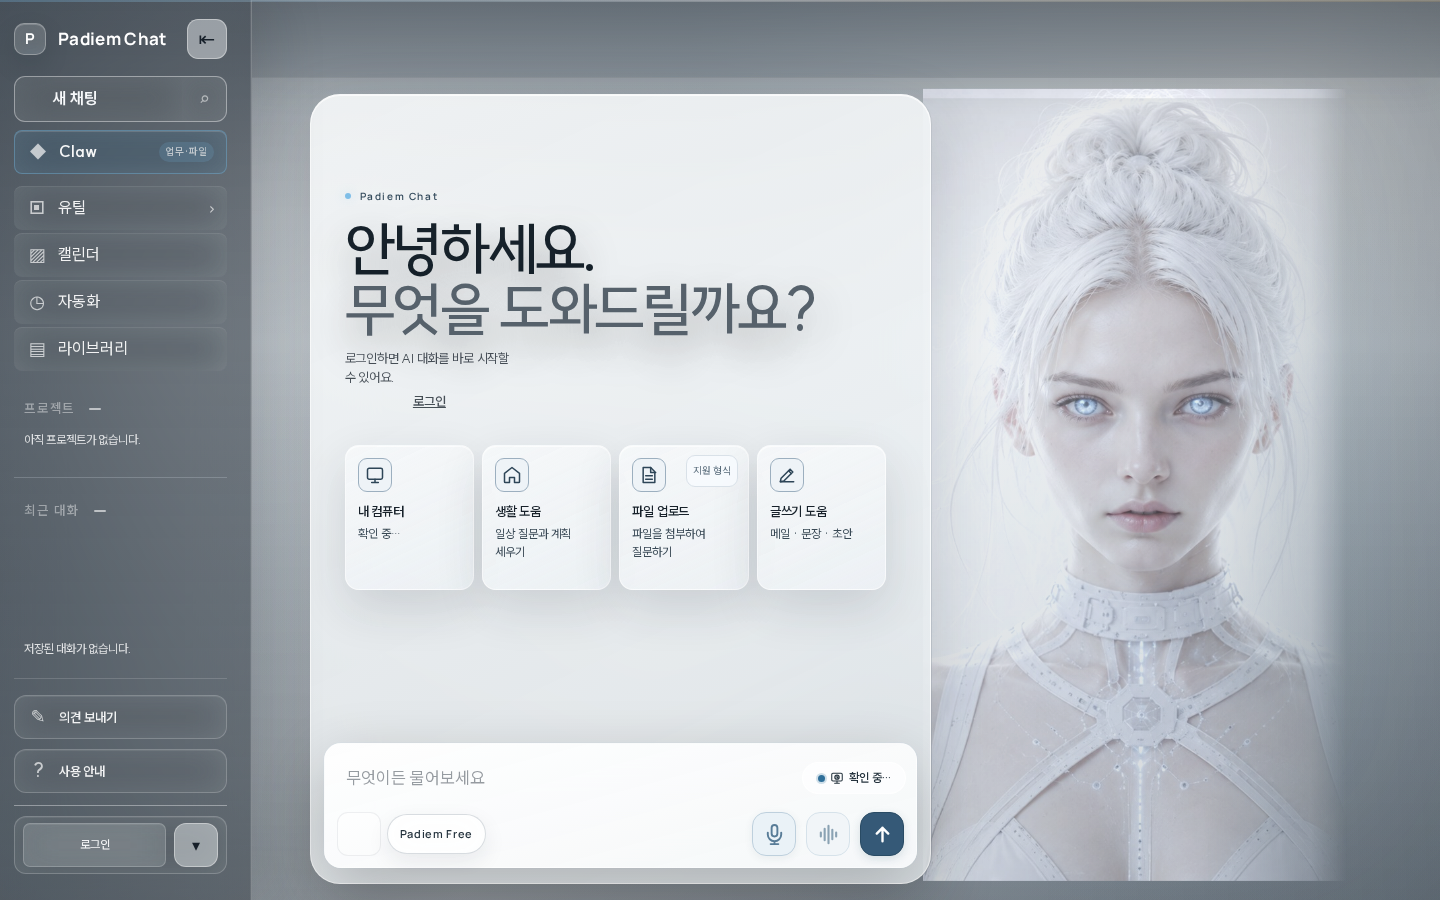 P
Padiem Chat
새 채팅
Claw
업무·파일
유틸
캘린더
자동화
라이브러리
프로젝트
아직 프로젝트가 없습니다.
최근 대화
저장된 대화가 없습니다.
의견 보내기
? 사용 안내
로그인
Padiem Chat
안녕하세요.
무엇을 도와드릴까요?
로그인하면 AI 대화를 바로 시작할
수 있어요.
로그인
내 컴퓨터
확인 중…
생활 도움
일상 질문과 계획
세우기
지원 형식
파일 업로드
파일을 첨부하여
질문하기
글쓰기 도움
메일 · 문장 · 초안
무엇이든 물어보세요
확인 중…
Padiem Free